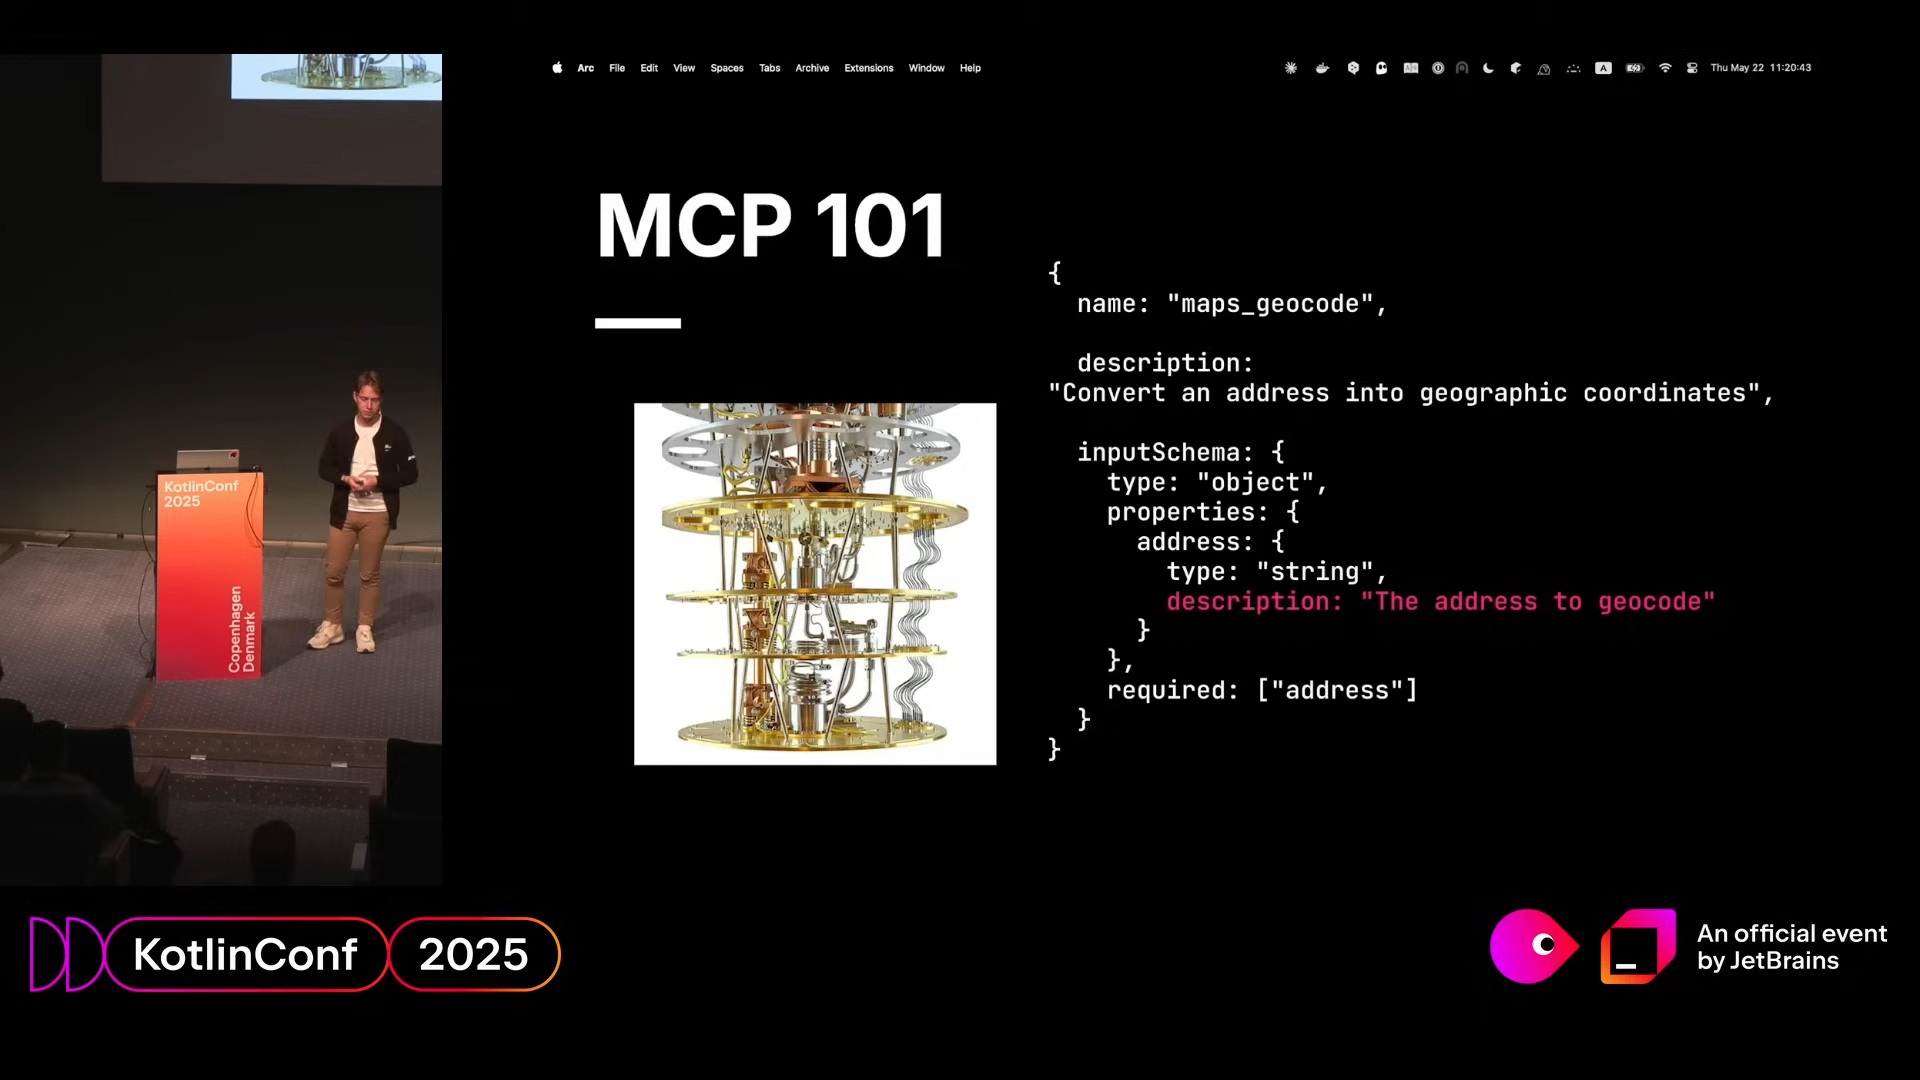 Arc File Edit View Spaces Tabs Archive Extensions Window Help
A
Thu May 22 11:20:43
MCP 101
{
name: "maps_geocode",
description:
"Convert an address into geographic coordinates",
inputSchema: {
type: "object",
properties: {
address: {
type: "string",
description: "The address to geocode"
}
},
required: ["address"]
}
}
KotlinConf
2025
Copenhagen
Denmark
KotlinConf 2025
An official event
by JetBrains